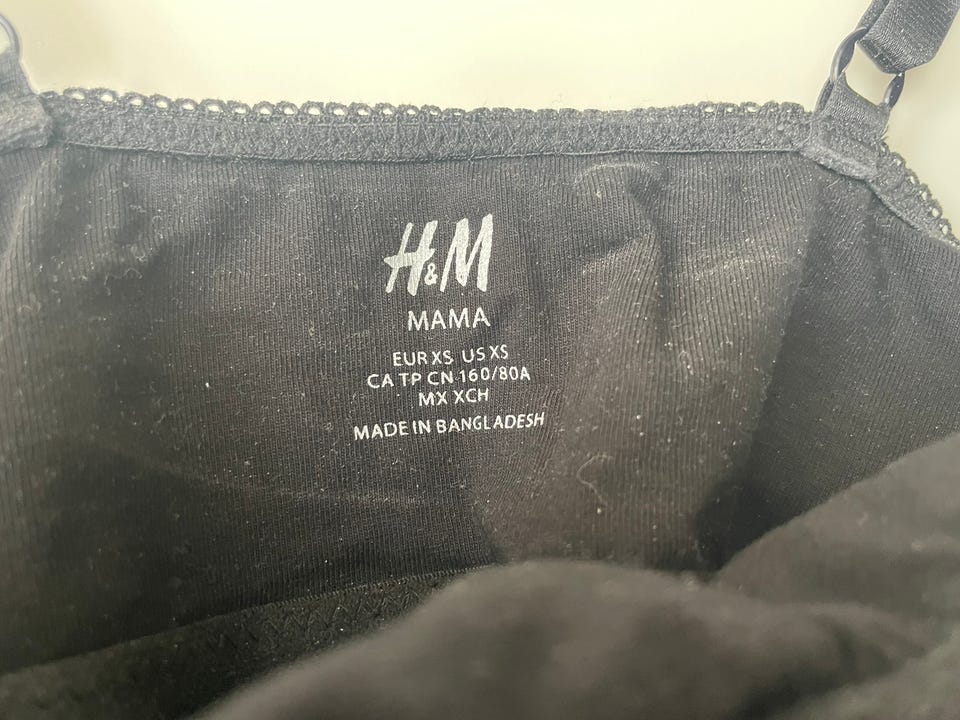 H&M
MAMA
EUR XS US XS
CA TP CN 160/80A
MX XCH
MADE IN BANGLADESH